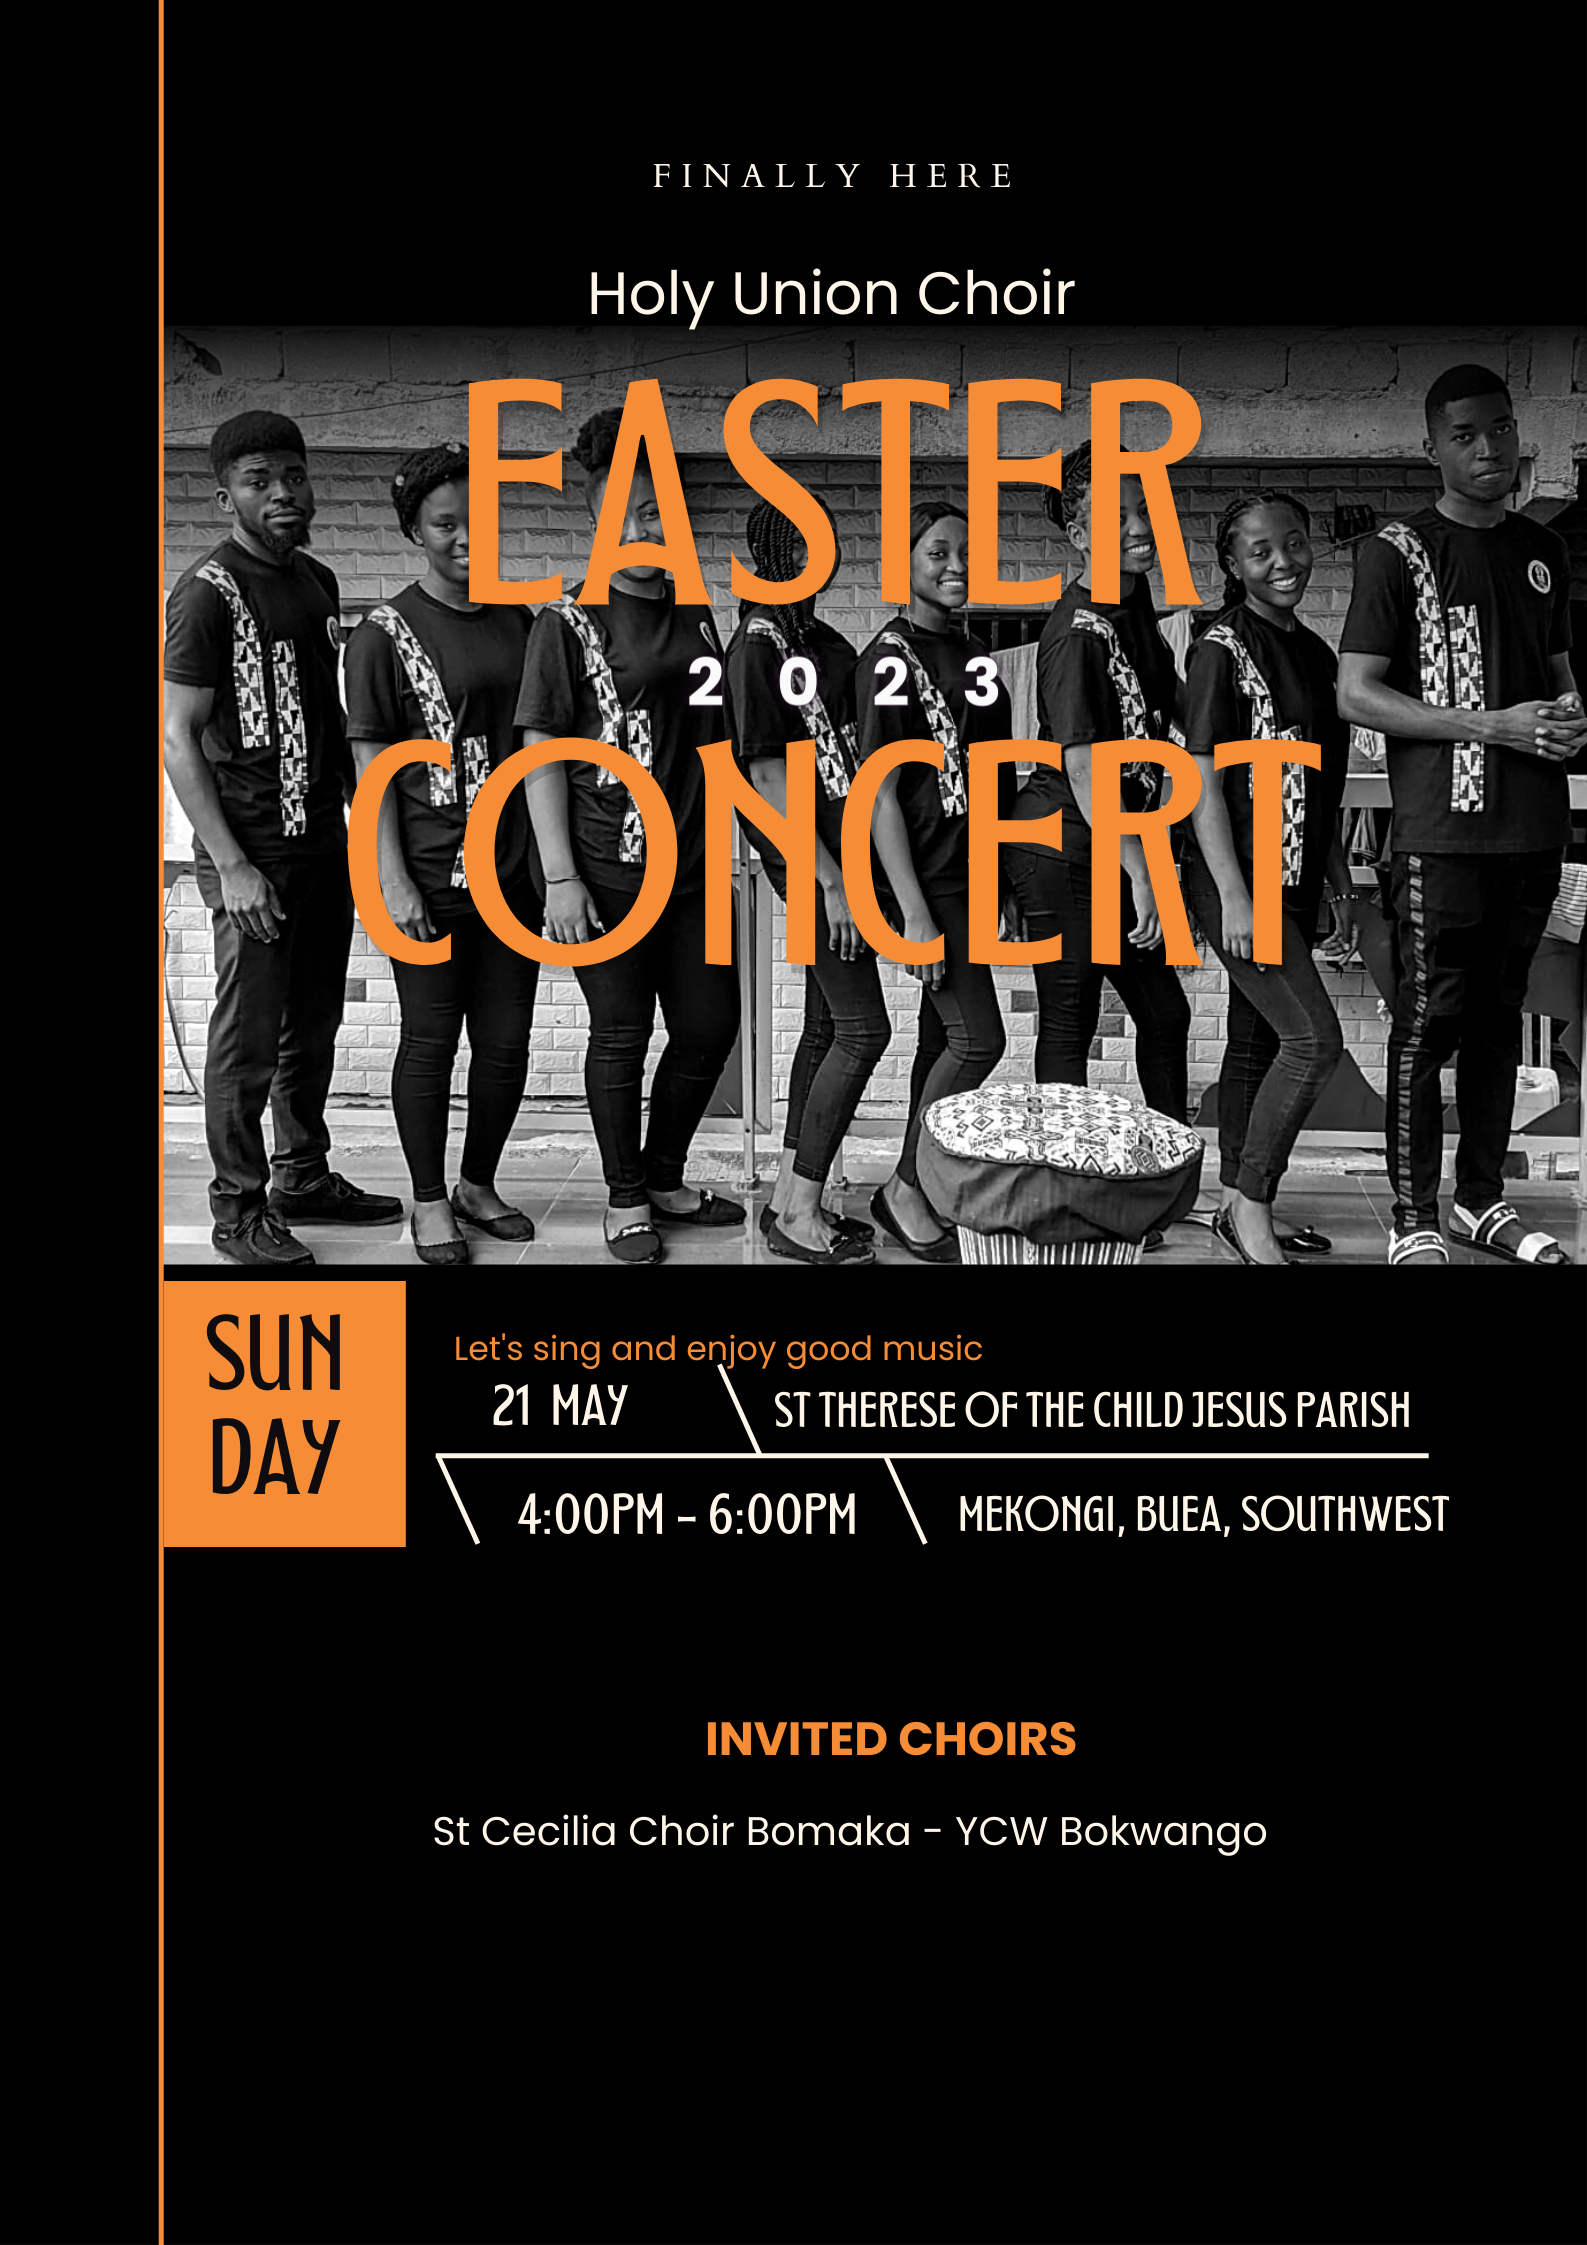 FINALLY HERE
Holy Union Choir
EASTER
2023
CONCERT
SUN
DAY
Let's sing and enjoy good music
21 MAY
ST THERESE OF THE CHILD JESUS PARISH
4:00PM - 6:00PM
MEKONGI, BUEA, SOUTHWEST
INVITED CHOIRS
St Cecilia Choir Bomaka - YCW Bokwango